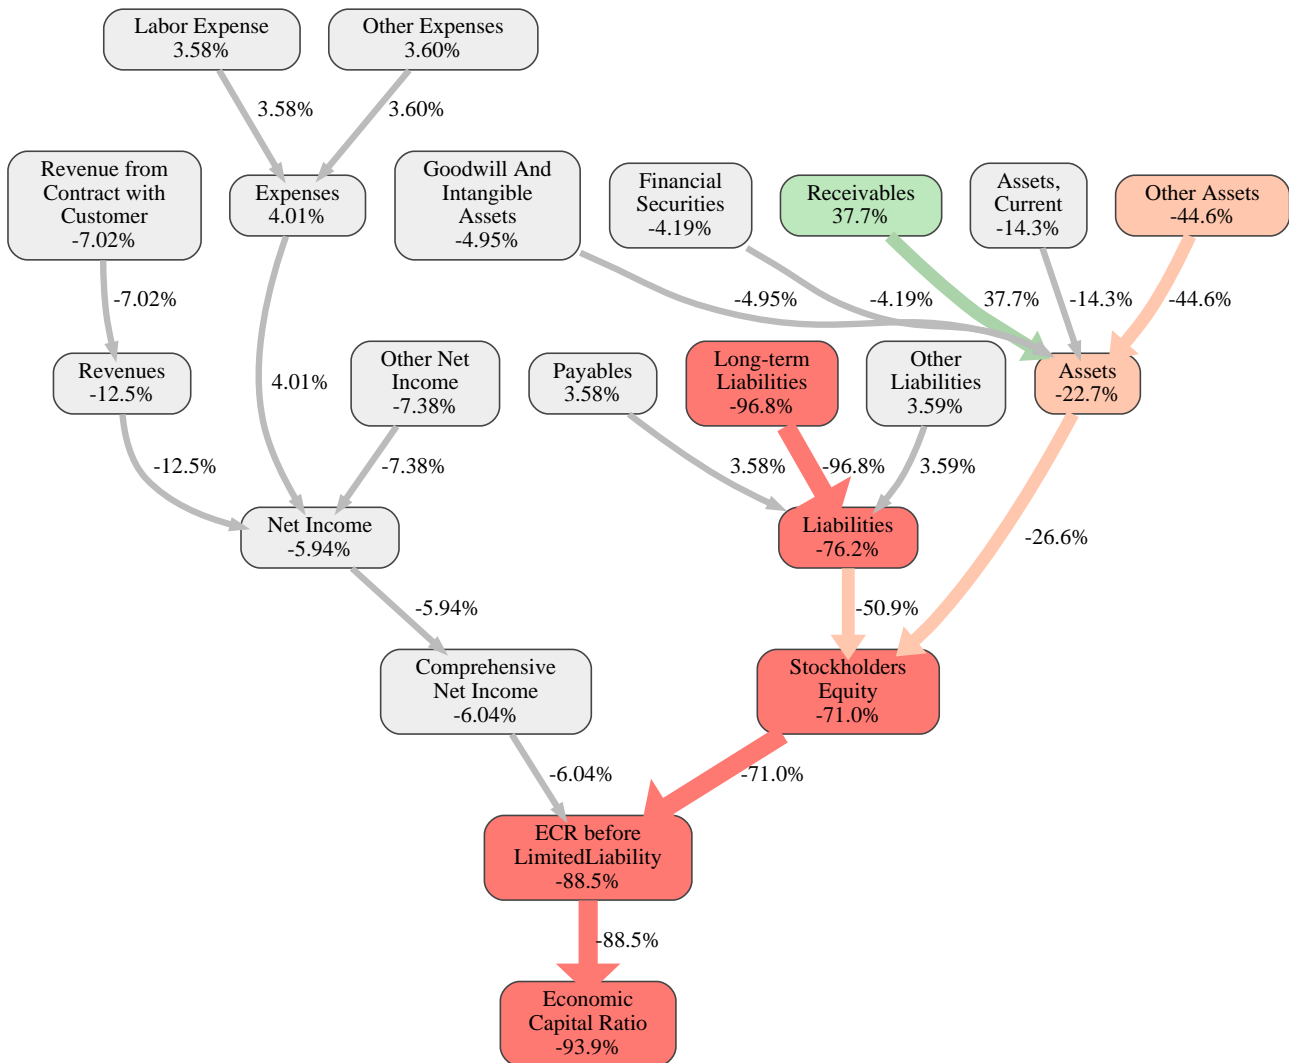 Labor Expense
3.58%
Other Expenses
3.60%
3.58%
3.60%
Revenue from
Contract with
Customer
-7.02%
Expenses
4.01%
Goodwill And
Intangible
Assets
-4.95%
Financial
Securities
-4.19%
Receivables
37.7%
Assets,
Current
-14.3%
Other Assets
-44.6%
-7.02%
-4.95%
-4.19%
37.7%
-14.3%
-44.6%
Revenues
-12.5%
4.01%
Other Net
Income
-7.38%
Payables
3.58%
Long-term
Liabilities
-96.8%
Other
Liabilities
3.59%
Assets
-22.7%
-12.5%
-7.38%
3.58%
-96.8%
3.59%
Net Income
-5.94%
Liabilities
-76.2%
-26.6%
-5.94%
-50.9%
Comprehensive
Net Income
-6.04%
Stockholders
Equity
-71.0%
-6.04%
-71.0%
ECR before
LimitedLiability
-88.5%
-88.5%
Economic
Capital Ratio
-93.9%